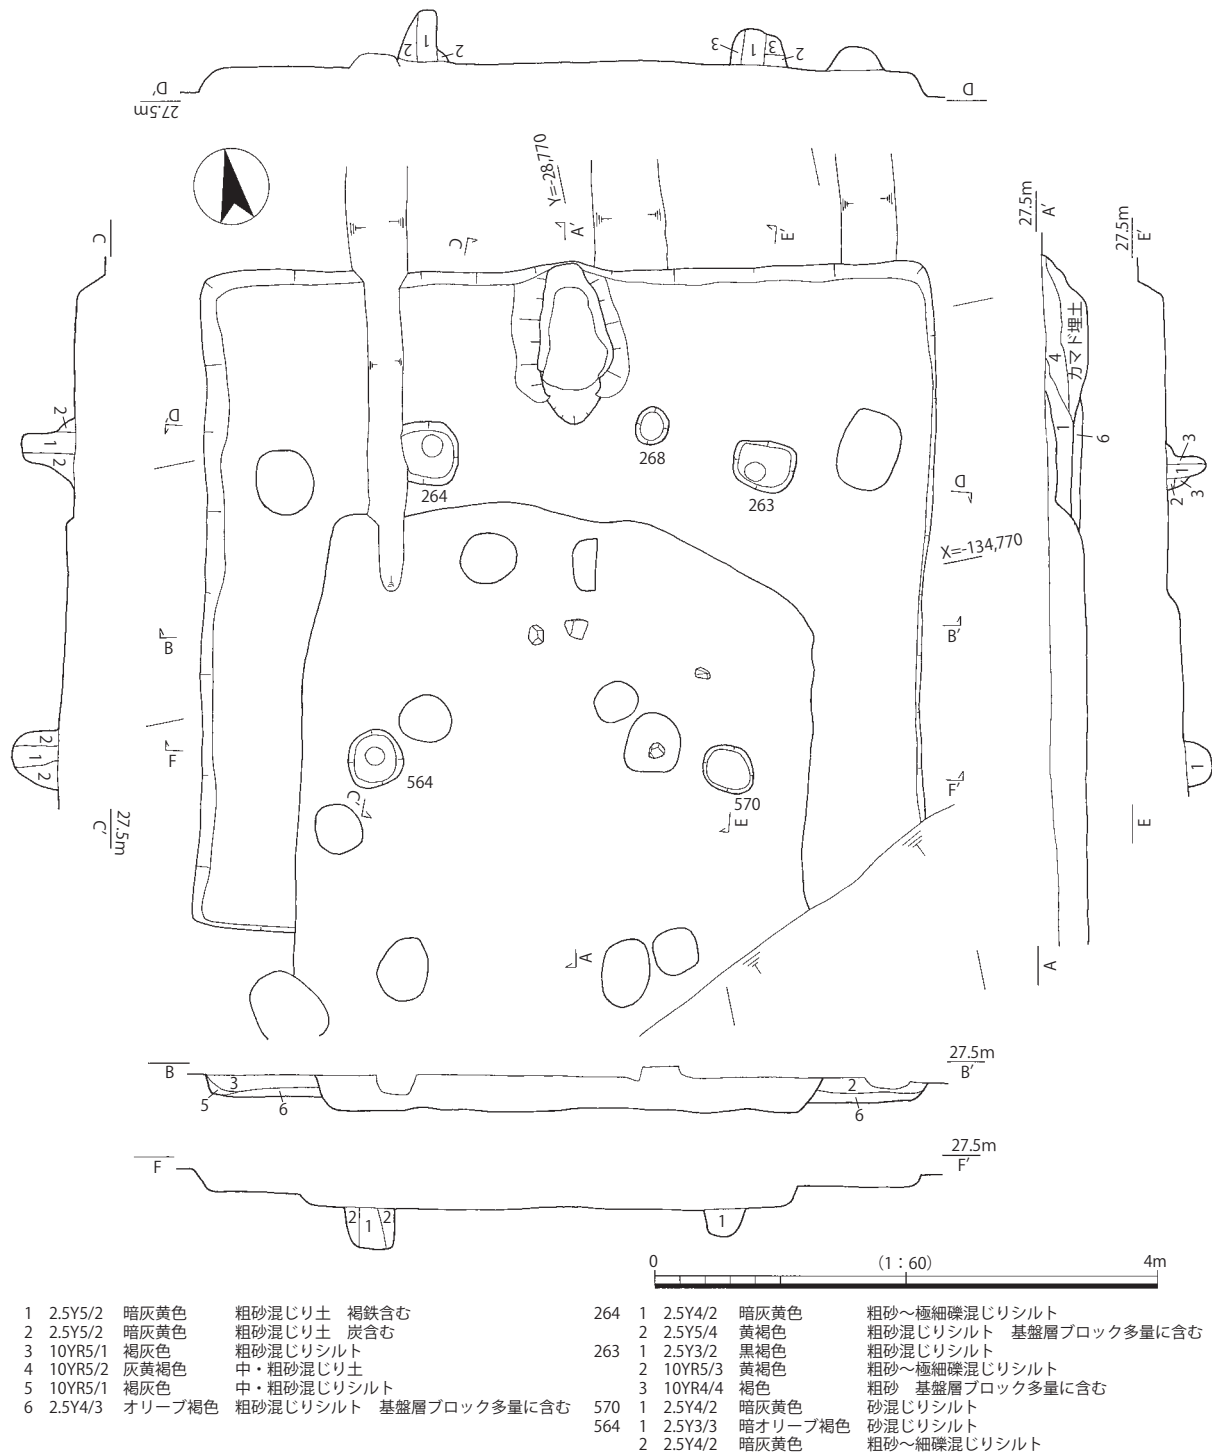 2 1 2
3 1 3 2
D′
27.5m
D
Y=-28,770
C
A′
E′
27.5m
A′
27.5m
E′
C
カマド埋土
4
1
6
2
1
2
D
264
268
263
D
X=-134,770
3
1
2
3
B
B′
F
F′
2
1
2
564
570
C′
E
1
27.5m
C′
E
A
A
B
27.5m
B′
3
5
6
2
6
F
27.5m
F′
2 1 2
1
0 (1：60) 4m
1 2.5Y5/2 暗灰黄色 粗砂混じり土 褐鉄含む
2 2.5Y5/2 暗灰黄色 粗砂混じり土 炭含む
3 10YR5/1 褐灰色 粗砂混じりシルト
4 10YR5/2 灰黄褐色 中・粗砂混じり土
5 10YR5/1 褐灰色 中・粗砂混じりシルト
6 2.5Y4/3 オリーブ褐色 粗砂混じりシルト 基盤層ブロック多量に含む
264 1 2.5Y4/2 暗灰黄色 粗砂〜極細礫混じりシルト
2 2.5Y5/4 黄褐色 粗砂混じりシルト 基盤層ブロック多量に含む
263 1 2.5Y3/2 黒褐色 粗砂混じりシルト
2 10YR5/3 黄褐色 粗砂〜極細礫混じりシルト
3 10YR4/4 褐色 粗砂 基盤層ブロック多量に含む
570 1 2.5Y4/2 暗灰黄色 砂混じりシルト
564 1 2.5Y3/3 暗オリーブ褐色 砂混じりシルト
2 2.5Y4/2 暗灰黄色 粗砂〜細礫混じりシルト